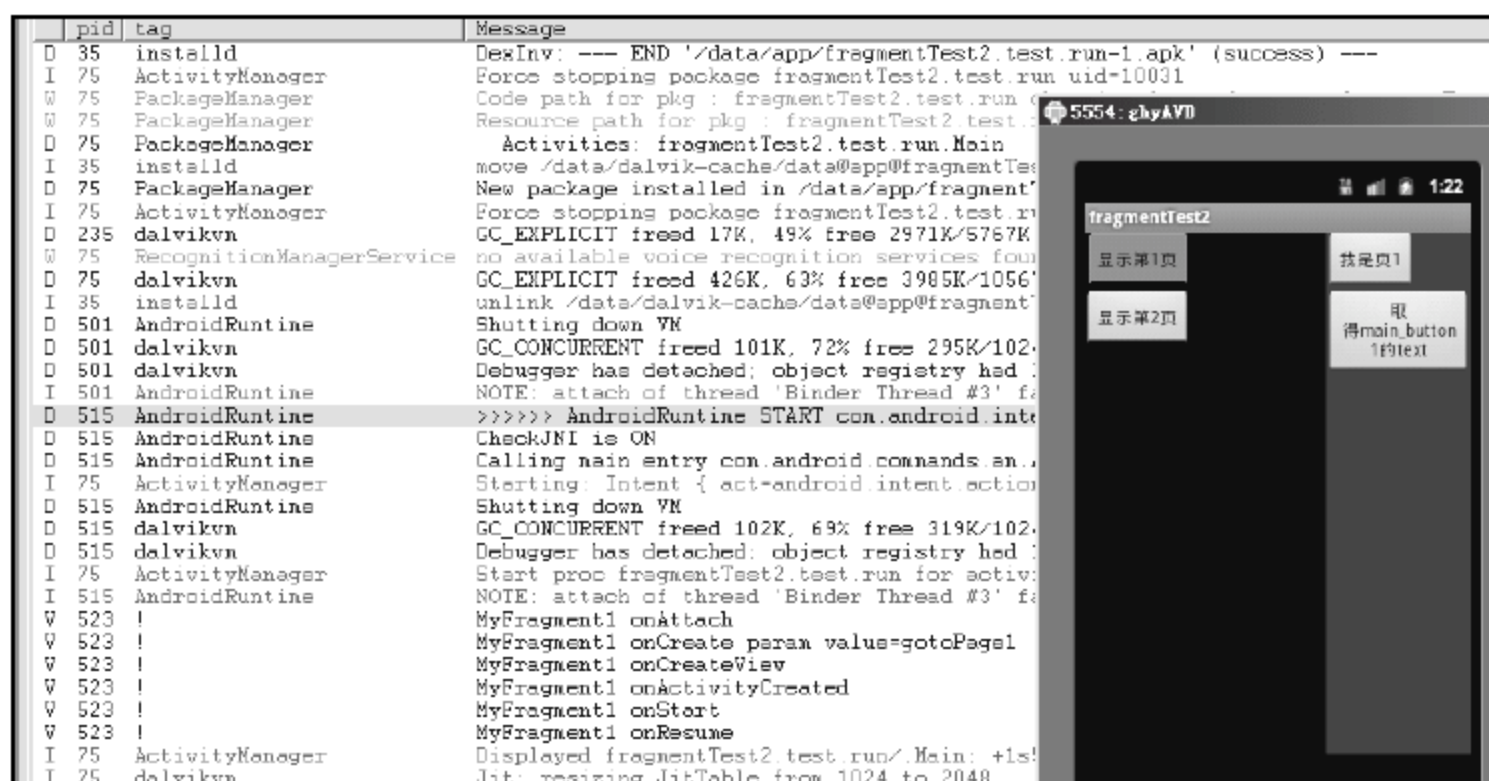 pid tag Message
D 35 installd DexInv: --- END '/data/app/fragmentTest2.test.run-1.apk' (success) ---
I 75 ActivityManager Force stopping package fragmentTest2.test.run uid=10031
W 75 PackageManager Code path for pkg : fragmentTest2.test.run
W 75 PackageManager Resource path for pkg : fragmentTest2.test.
D 75 PackageManager Activities: fragmentTest2.test.run.Main
I 35 installd move /data/dalvik-cache/data@app@fragmentTes
D 75 PackageManager New package installed in /data/app/fragment
I 75 ActivityManager Force stopping package fragmentTest2.test.r
D 235 dalvikvm GC_EXPLICIT freed 17K, 49% free 2971K/5767K
W 75 RecognitionManagerService no available voice recognition services foun
D 75 dalvikvm GC_EXPLICIT freed 426K, 63% free 3985K/1056
I 35 installd unlink /data/dalvik-cache/data@app@fragment
D 501 AndroidRuntime Shutting down VM
D 501 dalvikvm GC_CONCURRENT freed 101K, 72% free 295K/102
D 501 dalvikvm Debugger has detached; object registry had
I 501 AndroidRuntime NOTE: attach of thread 'Binder Thread #3' fa
D 515 AndroidRuntime >>>>>> AndroidRuntime START com.android.inte
D 515 AndroidRuntime CheckJNI is ON
D 515 AndroidRuntime Calling main entry com.android.commands.am.
I 75 ActivityManager Starting: Intent { act=android.intent.action
D 515 AndroidRuntime Shutting down VM
D 515 dalvikvm GC_CONCURRENT freed 102K, 69% free 319K/102
D 515 dalvikvm Debugger has detached; object registry had
I 75 ActivityManager Start proc fragmentTest2.test.run for activ
I 515 AndroidRuntime NOTE: attach of thread 'Binder Thread #3' fa
V 523 ! MyFragment1 onAttach
V 523 ! MyFragment1 onCreate param value=gotoPage1
V 523 ! MyFragment1 onCreateView
V 523 ! MyFragment1 onActivityCreated
V 523 ! MyFragment1 onStart
V 523 ! MyFragment1 onResume
I 75 ActivityManager Displayed fragmentTest2.test.run/.Main: +1s
I 75 dalvikvm Jit: resizing JitTable from 1024 to 2048
5554:ghyAVD
1:22
fragmentTest2
显示第1页
我是页1
显示第2页
取
得main_button
1的text